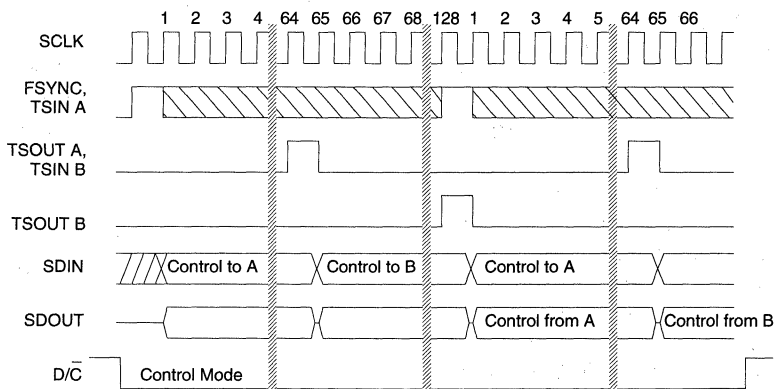 1 2 3 4 64 65 66 67 68 128 1 2 3 4 5 64 65 66
SCLK
FSYNC,
TSIN A
TSOUT A,
TSIN B
TSOUT B
SDIN
Control to A
Control to B
Control to A
SDOUT
Control from A
Control from B
D/C̅
Control Mode